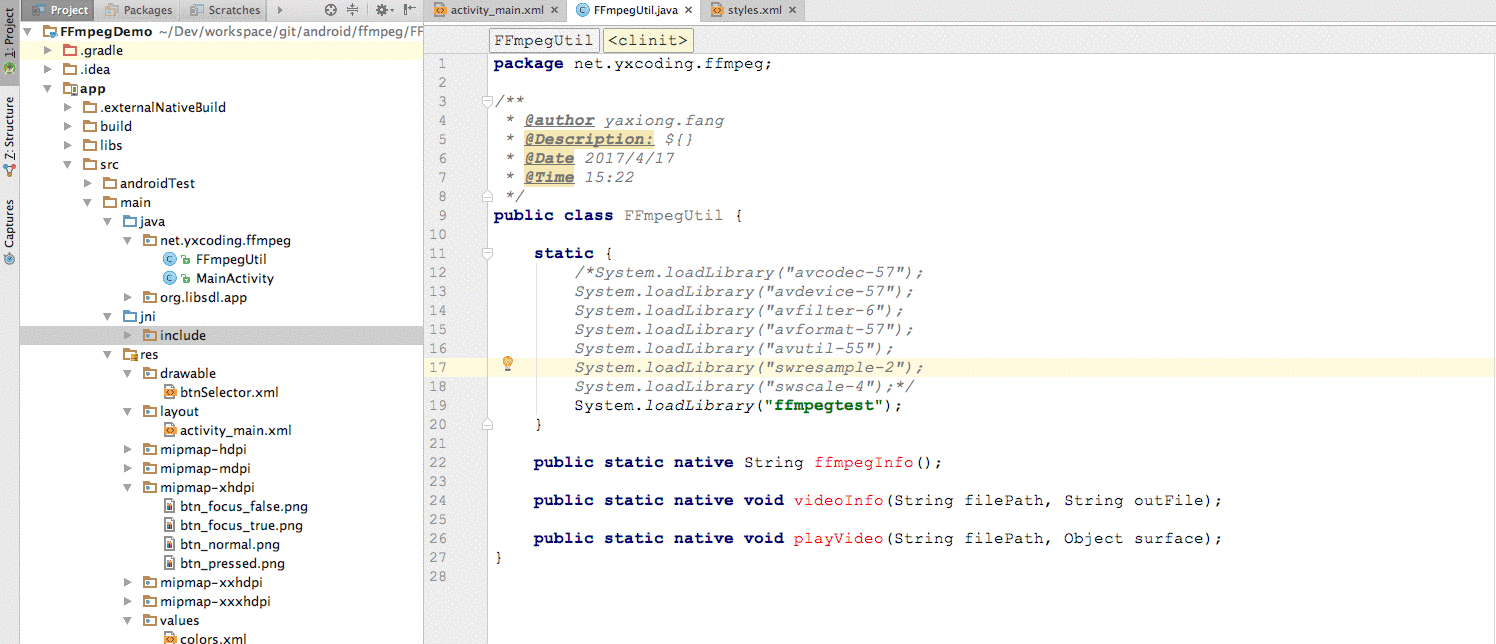 Project
Packages
Scratches
activity_main.xml
FFmpegUtil.java
styles.xml
1: Project
Z: Structure
Captures
FFmpegDemo ~/Dev/workspace/git/android/ffmpeg/FF
.gradle
.idea
app
.externalNativeBuild
build
libs
src
androidTest
main
java
net.yxcoding.ffmpeg
FFmpegUtil
MainActivity
org.libsdl.app
jni
include
res
drawable
btnSelector.xml
layout
activity_main.xml
mipmap-hdpi
mipmap-mdpi
mipmap-xhdpi
btn_focus_false.png
btn_focus_true.png
btn_normal.png
btn_pressed.png
mipmap-xxhdpi
mipmap-xxxhdpi
values
colors.xml
FFmpegUtil <clinit>
1 package net.yxcoding.ffmpeg;
2
3 /**
4 * @author yaxiong.fang
5 * @Description: ${}
6 * @Date 2017/4/17
7 * @Time 15:22
8 */
9 public class FFmpegUtil {
10
11 static {
12 /*System.loadLibrary("avcodec-57");
13 System.loadLibrary("avdevice-57");
14 System.loadLibrary("avfilter-6");
15 System.loadLibrary("avformat-57");
16 System.loadLibrary("avutil-55");
17 System.loadLibrary("swresample-2");
18 System.loadLibrary("swscale-4");*/
19 System.loadLibrary("ffmpegtest");
20 }
21
22 public static native String ffmpegInfo();
23
24 public static native void videoInfo(String filePath, String outFile);
25
26 public static native void playVideo(String filePath, Object surface);
27 }
28